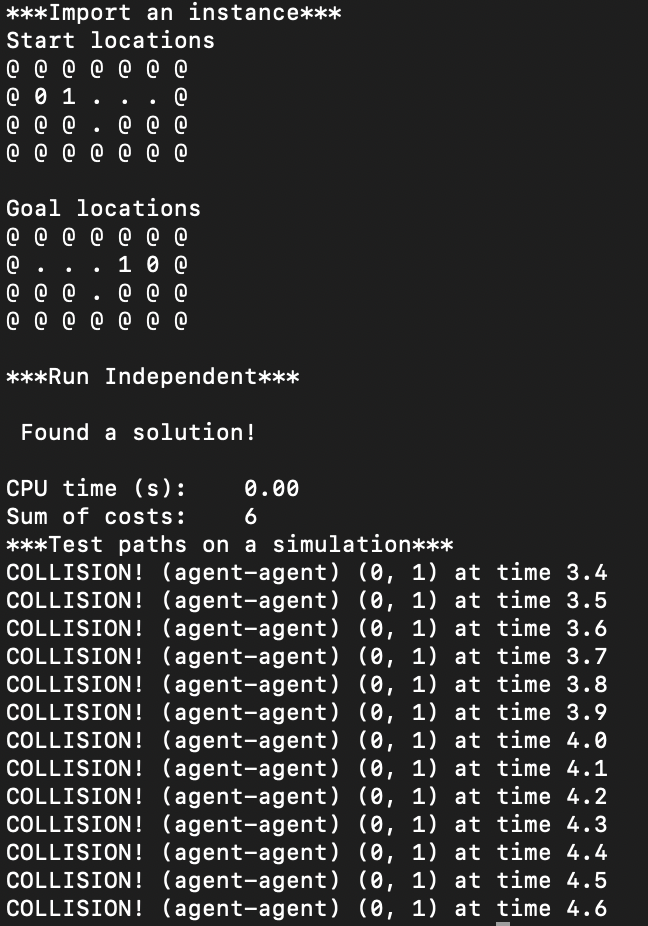 ***Import an instance***
Start locations
@ @ @ @ @ @ @
@ 0 1 . . . @
@ @ @ . @ @ @
@ @ @ @ @ @ @
Goal locations
@ @ @ @ @ @ @
@ . . . 1 0 @
@ @ @ . @ @ @
@ @ @ @ @ @ @
***Run Independent***
Found a solution!
CPU time (s):    0.00
Sum of costs:    6
***Test paths on a simulation***
COLLISION! (agent-agent) (0, 1) at time 3.4
COLLISION! (agent-agent) (0, 1) at time 3.5
COLLISION! (agent-agent) (0, 1) at time 3.6
COLLISION! (agent-agent) (0, 1) at time 3.7
COLLISION! (agent-agent) (0, 1) at time 3.8
COLLISION! (agent-agent) (0, 1) at time 3.9
COLLISION! (agent-agent) (0, 1) at time 4.0
COLLISION! (agent-agent) (0, 1) at time 4.1
COLLISION! (agent-agent) (0, 1) at time 4.2
COLLISION! (agent-agent) (0, 1) at time 4.3
COLLISION! (agent-agent) (0, 1) at time 4.4
COLLISION! (agent-agent) (0, 1) at time 4.5
COLLISION! (agent-agent) (0, 1) at time 4.6